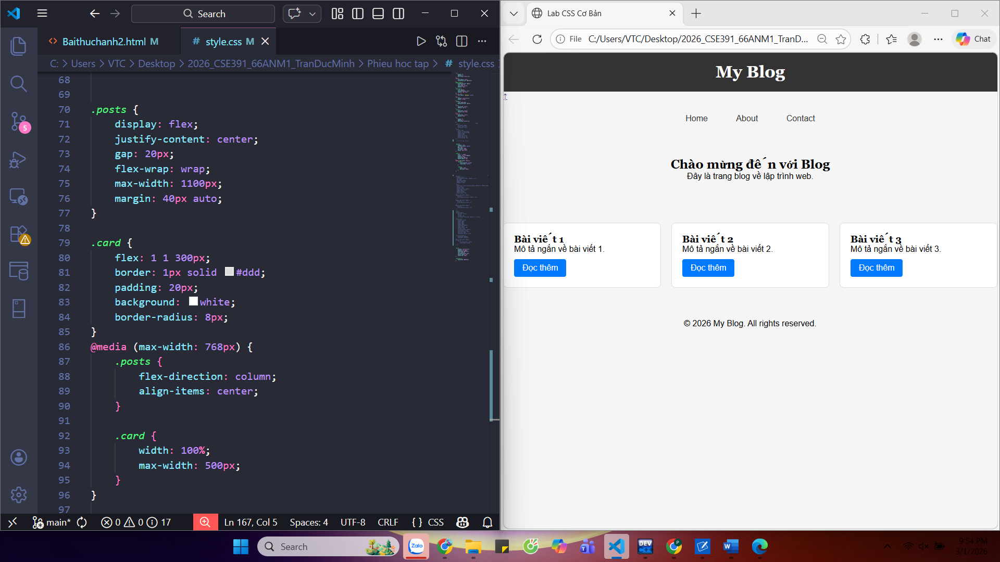 Search
Baithuchanh2.html M
# style.css M
C: > Users > VTC > Desktop > 2026_CSE391_66ANM1_TranDucMinh > Phieu hoc tap > # style.css
68
69
70 .posts {
71 display: flex;
72 justify-content: center;
73 gap: 20px;
74 flex-wrap: wrap;
75 max-width: 1100px;
76 margin: 40px auto;
77 }
78
79 .card {
80 flex: 1 1 300px;
81 border: 1px solid #ddd;
82 padding: 20px;
83 background: white;
84 border-radius: 8px;
85 }
86 @media (max-width: 768px) {
87 .posts {
88 flex-direction: column;
89 align-items: center;
90 }
91
92 .card {
93 width: 100%;
94 max-width: 500px;
95 }
96 }
97
5
main* 0 0 17 Ln 167, Col 5 Spaces: 4 UTF-8 CRLF { } CSS
Lab CSS Cơ Bản
File C:/Users/VTC/Desktop/2026_CSE391_66ANM1_TranD... Chat
My Blog
Home About Contact
Chào mừng đến với Blog
Đây là trang blog về lập trình web.
Bài viết 1
Mô tả ngắn về bài viết 1.
Đọc thêm
Bài viết 2
Mô tả ngắn về bài viết 2.
Đọc thêm
Bài viết 3
Mô tả ngắn về bài viết 3.
Đọc thêm
© 2026 My Blog. All rights reserved.
Search
Zalo
DEV
9:54 PM
3/1/2026